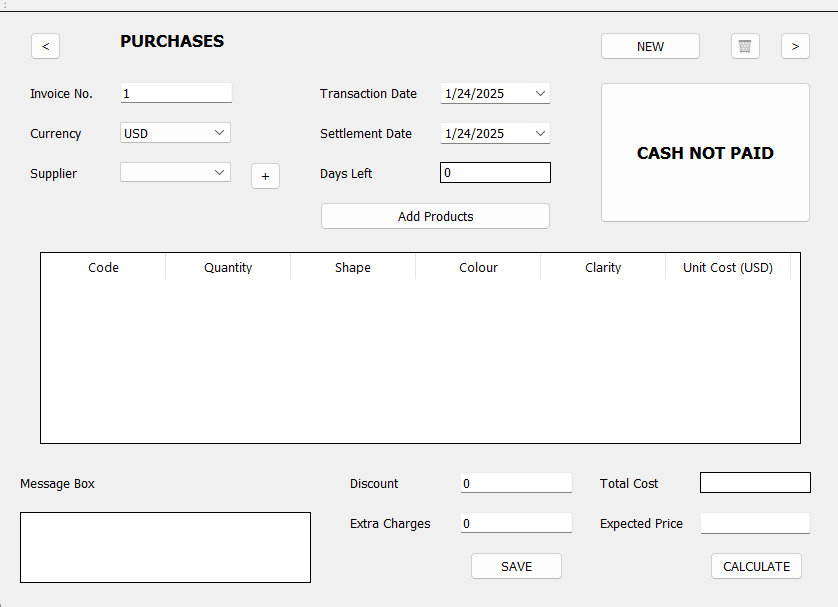 <
PURCHASES
NEW
>
Invoice No.
1
Transaction Date
1/24/2025
Currency
USD
Settlement Date
1/24/2025
CASH NOT PAID
Supplier
+
Days Left
0
Add Products
Code Quantity Shape Colour Clarity Unit Cost (USD)
Message Box
Discount
0
Total Cost
Extra Charges
0
Expected Price
SAVE
CALCULATE